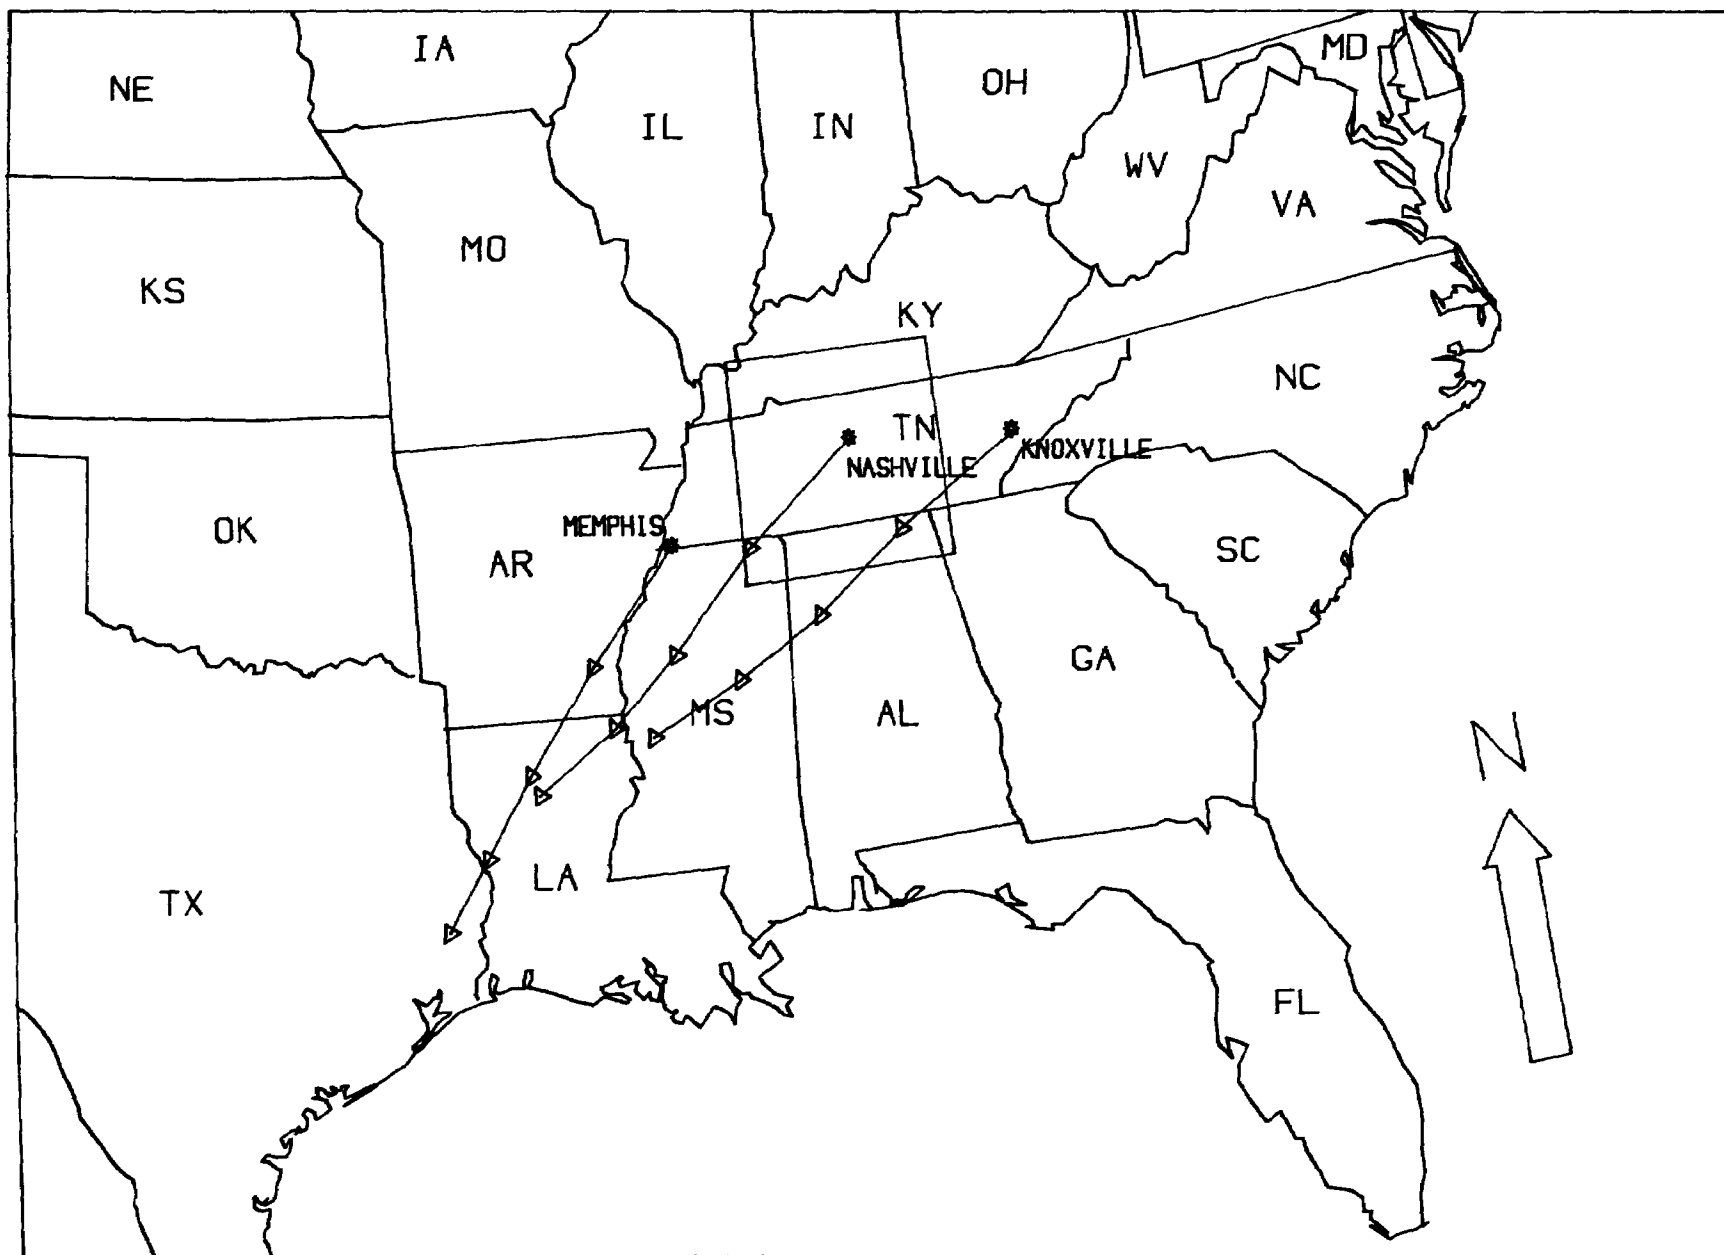 IA
MD
NE
OH
IL
IN
WV
VA
MO
KS
KY
NC
TN
KNOXVILLE
NASHVILLE
MEMPHIS
OK
AR
SC
GA
MS
AL
N
LA
TX
FL